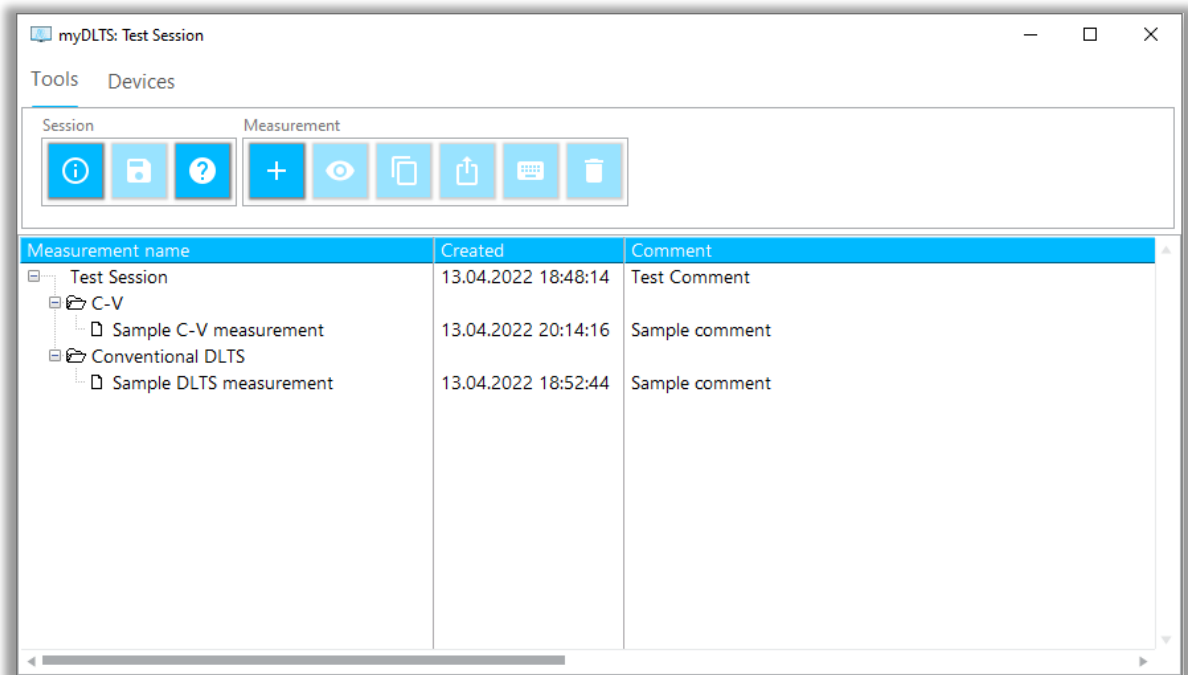 myDLTS: Test Session
Tools Devices
Session Measurement
Measurement name Created Comment
Test Session 13.04.2022 18:48:14 Test Comment
C-V
Sample C-V measurement 13.04.2022 20:14:16 Sample comment
Conventional DLTS
Sample DLTS measurement 13.04.2022 18:52:44 Sample comment